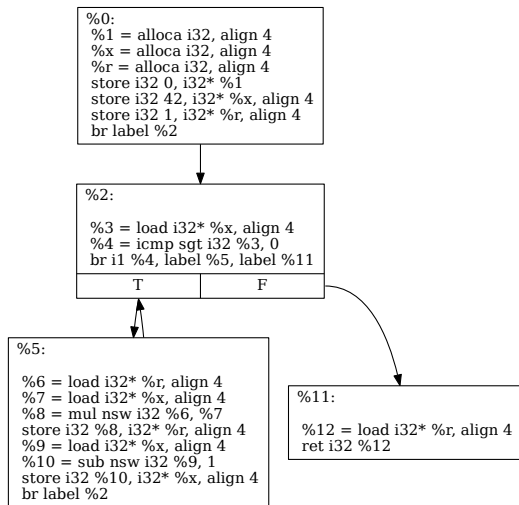 %0:
%1 = alloca i32, align 4
%x = alloca i32, align 4
%r = alloca i32, align 4
store i32 0, i32* %1
store i32 42, i32* %x, align 4
store i32 1, i32* %r, align 4
br label %2
%2:
%3 = load i32* %x, align 4
%4 = icmp sgt i32 %3, 0
br i1 %4, label %5, label %11
T
F
%5:
%6 = load i32* %r, align 4
%7 = load i32* %x, align 4
%8 = mul nsw i32 %6, %7
store i32 %8, i32* %r, align 4
%9 = load i32* %x, align 4
%10 = sub nsw i32 %9, 1
store i32 %10, i32* %x, align 4
br label %2
%11:
%12 = load i32* %r, align 4
ret i32 %12